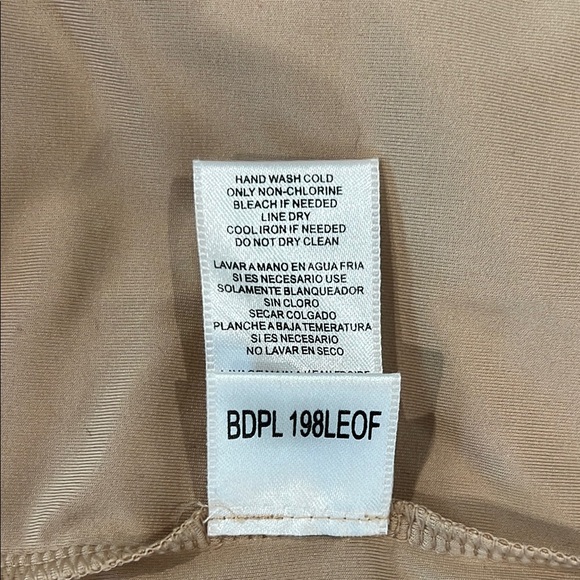 HAND WASH COLD
ONLY NON-CHLORINE
BLEACH IF NEEDED
LINE DRY
COOL IRON IF NEEDED
DO NOT DRY CLEAN
LAVAR A MANO EN AGUA FRIA
SI ES NECESARIO USE
SOLAMENTE BLANQUEADOR
SIN CLORO
SECAR COLGADO
PLANCHE A BAJA TEMERATURA
SI ES NECESARIO
NO LAVAR EN SECO
BDPL 198LEOF